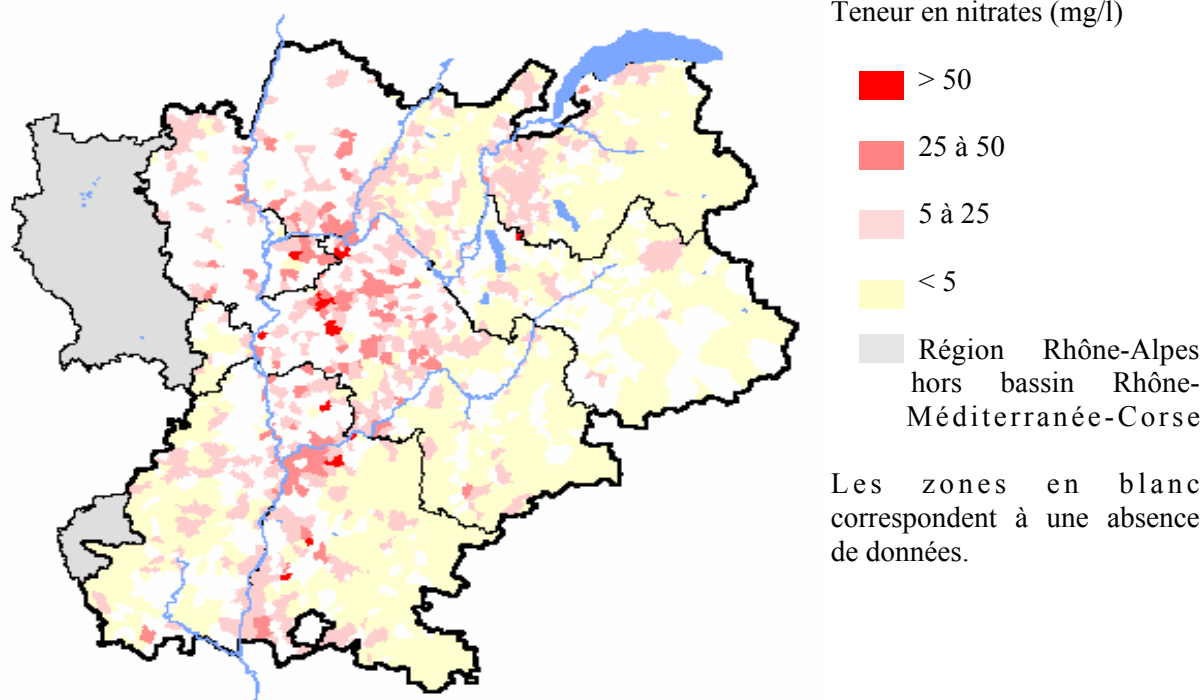 Teneur en nitrates (mg/l)
> 50
25 à 50
5 à 25
< 5
Région Rhône-Alpes
hors bassin Rhône-
Méditerranée-Corse
Les zones en blanc
correspondent à une absence
de données.